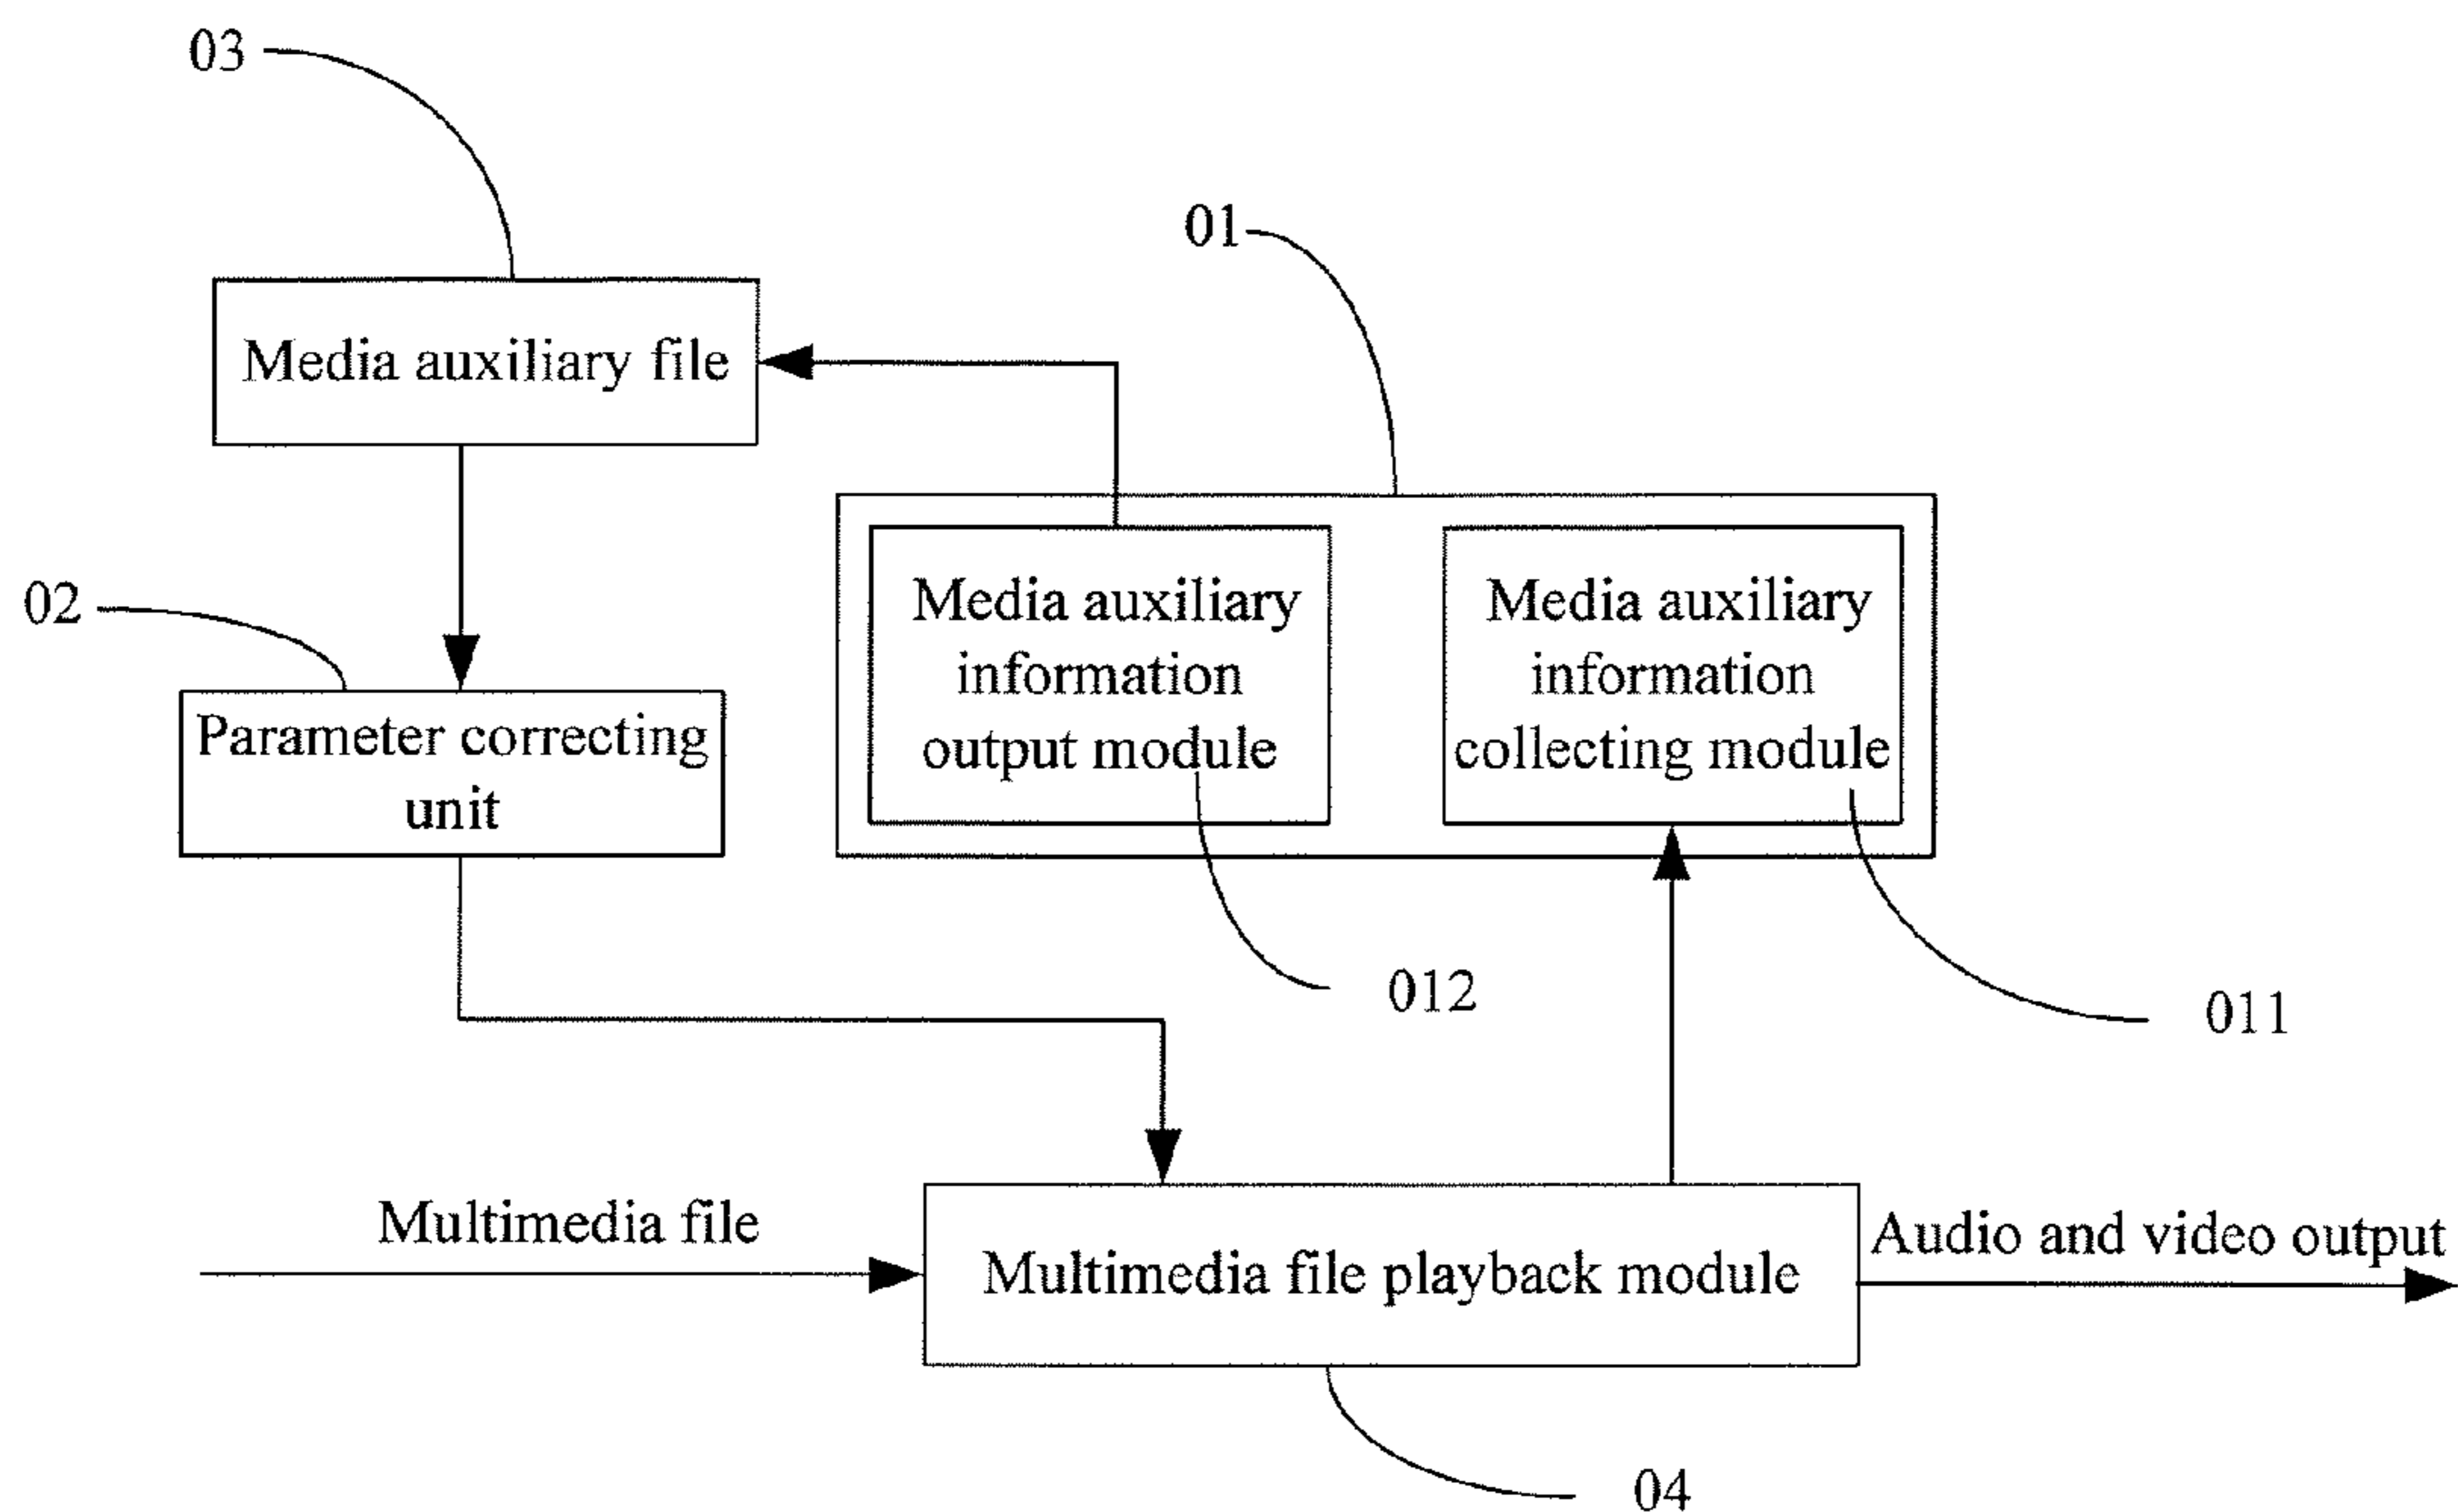 03
01
Media auxiliary file
02
Media auxiliary
information
output module
Media auxiliary
information
collecting module
Parameter correcting
unit
012
011
Multimedia file
Multimedia file playback module
Audio and video output
04